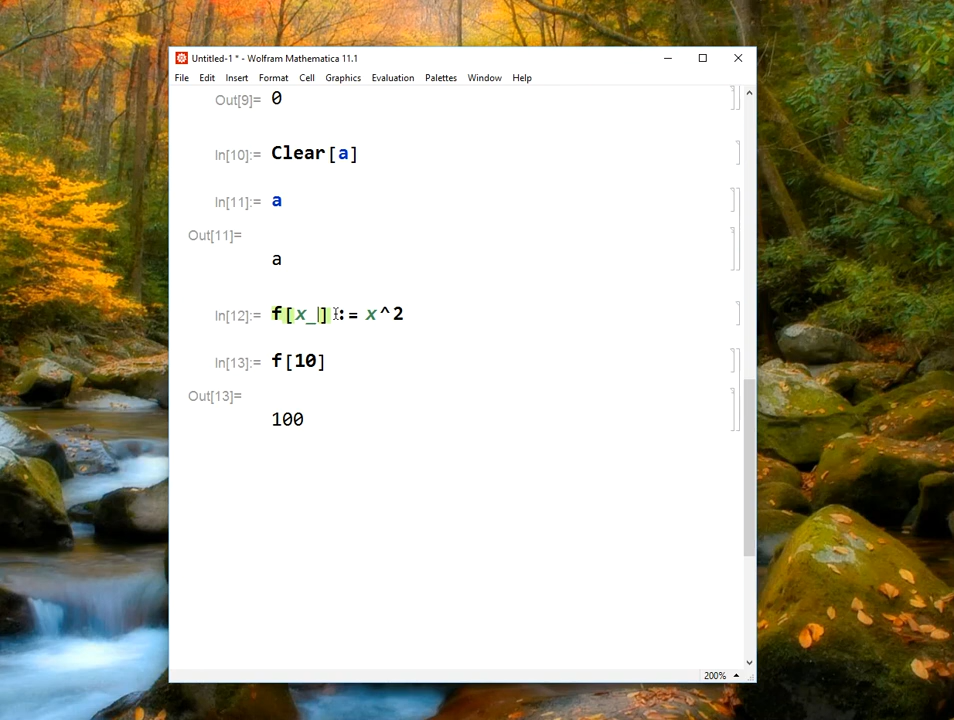 Untitled-1 * - Wolfram Mathematica 11.1
File Edit Insert Format Cell Graphics Evaluation Palettes Window Help
Out[9]= 0
In[10]:= Clear[a]
In[11]:= a
Out[11]=
a
In[12]:= f[x_] := x^2
In[13]:= f[10]
Out[13]=
100
200%